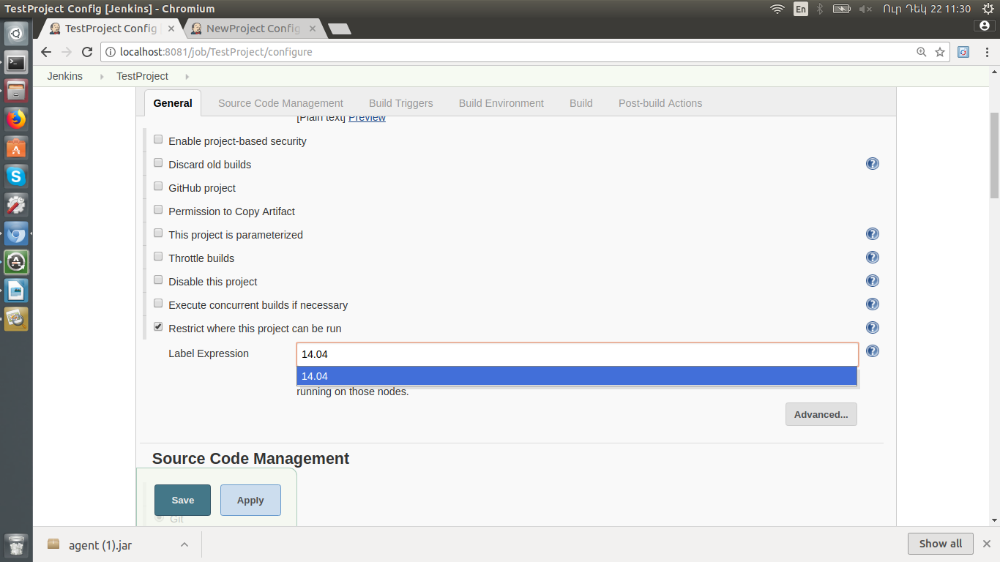 TestProject Config [Jenkins] - Chromium
En
Ուր Դեկ 22 11:30
TestProject Config
NewProject Config
localhost:8081/job/TestProject/configure
Jenkins
TestProject
General
Source Code Management
Build Triggers
Build Environment
Build
Post-build Actions
[Plain text] Preview
Enable project-based security
Discard old builds
GitHub project
Permission to Copy Artifact
This project is parameterized
Throttle builds
Disable this project
Execute concurrent builds if necessary
Restrict where this project can be run
Label Expression
14.04
14.04
running on those nodes.
Advanced...
Source Code Management
Save
Apply
Git
agent (1).jar
Show all